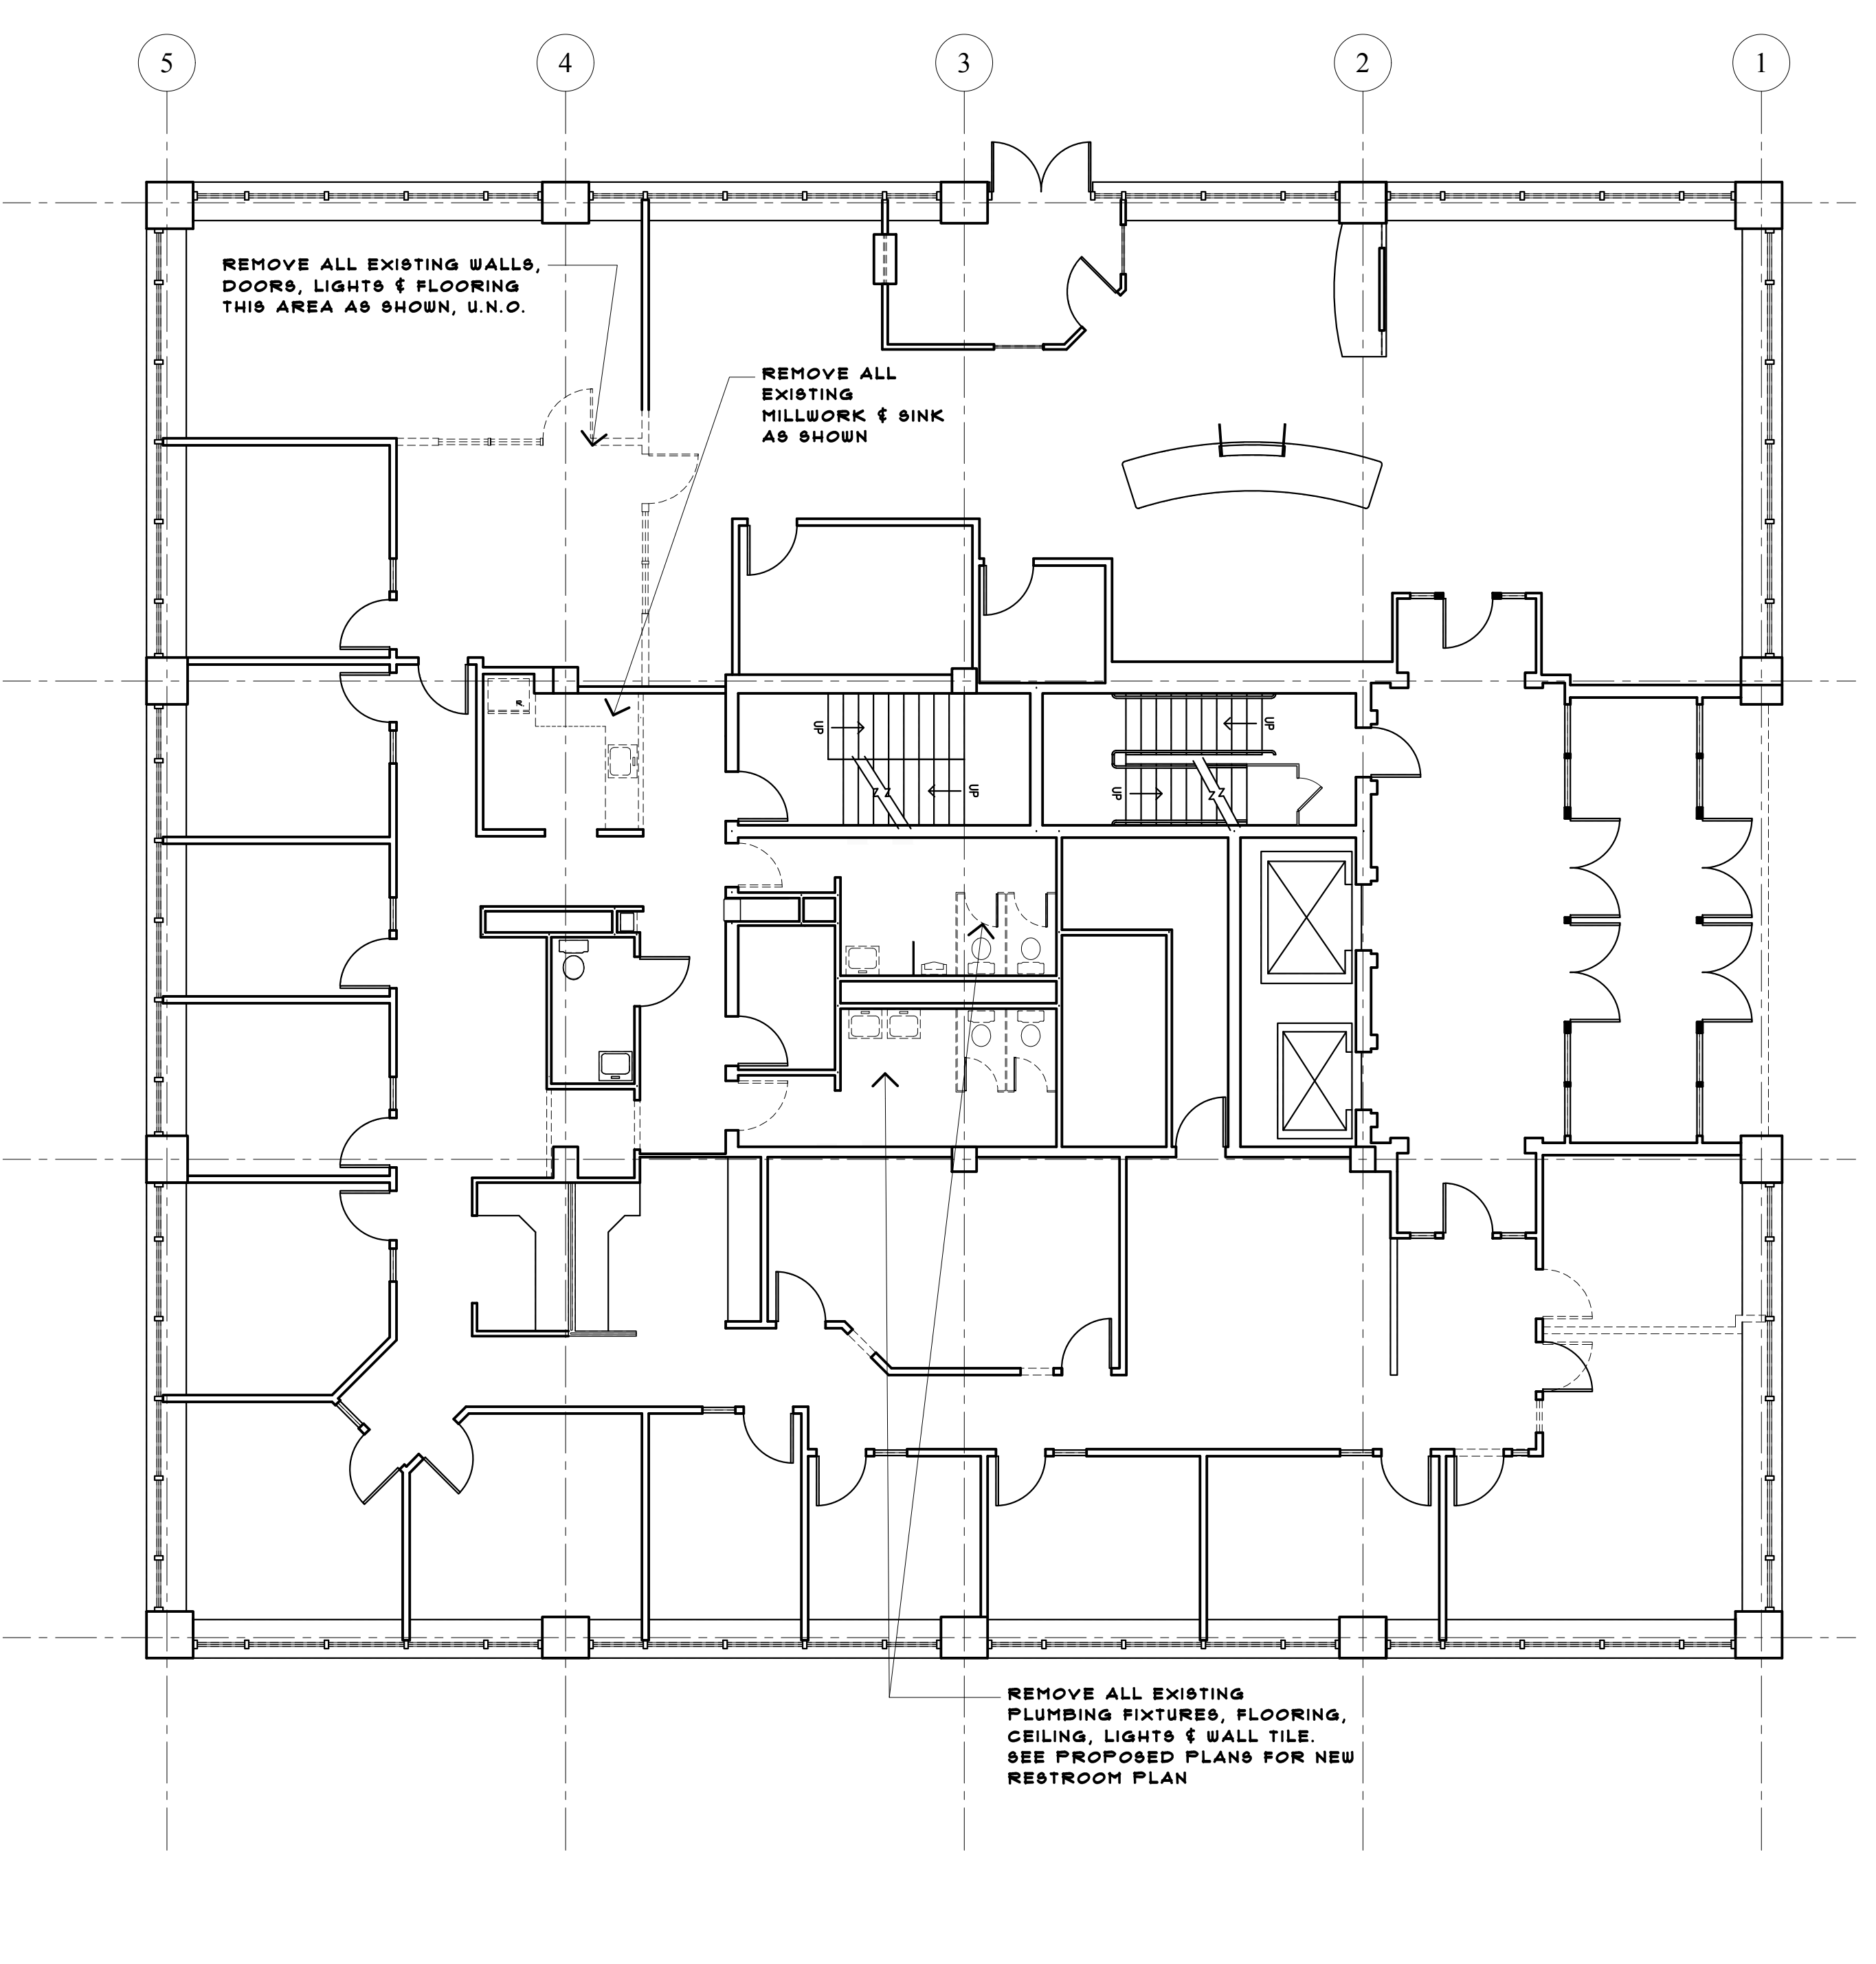 5 4 3 2 1
REMOVE ALL EXISTING WALLS,
DOORS, LIGHTS & FLOORING
THIS AREA AS SHOWN, U.N.O.
REMOVE ALL
EXISTING
MILLWORK & SINK
AS SHOWN
R.
UP
UP
UP
UP
REMOVE ALL EXISTING
PLUMBING FIXTURES, FLOORING,
CEILING, LIGHTS & WALL TILE.
SEE PROPOSED PLANS FOR NEW
RESTROOM PLAN